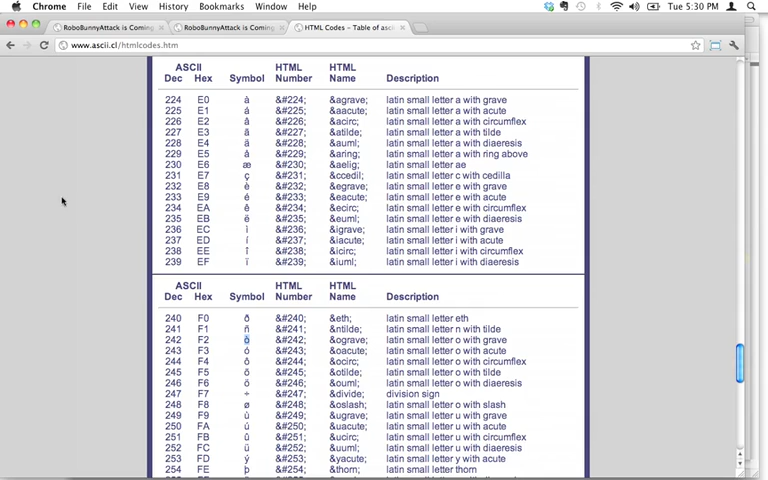 Chrome File Edit View History Bookmarks Window Help Tue 5:30 PM
RoboBunnyAttack is Coming RoboBunnyAttack is Coming HTML Codes – Table of asc
www.ascii.cl/htmlcodes.htm
ASCII HTML HTML
Dec Hex Symbol Number Name Description
224 E0 à &#224; &agrave; latin small letter a with grave
225 E1 á &#225; &aacute; latin small letter a with acute
226 E2 â &#226; &acirc; latin small letter a with circumflex
227 E3 ã &#227; &atilde; latin small letter a with tilde
228 E4 ä &#228; &auml; latin small letter a with diaeresis
229 E5 å &#229; &aring; latin small letter a with ring above
230 E6 æ &#230; &aelig; latin small letter ae
231 E7 ç &#231; &ccedil; latin small letter c with cedilla
232 E8 è &#232; &egrave; latin small letter e with grave
233 E9 é &#233; &eacute; latin small letter e with acute
234 EA ê &#234; &ecirc; latin small letter e with circumflex
235 EB ë &#235; &euml; latin small letter e with diaeresis
236 EC ì &#236; &igrave; latin small letter i with grave
237 ED í &#237; &iacute; latin small letter i with acute
238 EE î &#238; &icirc; latin small letter i with circumflex
239 EF ï &#239; &iuml; latin small letter i with diaeresis
ASCII HTML HTML
Dec Hex Symbol Number Name Description
240 F0 ð &#240; &eth; latin small letter eth
241 F1 ñ &#241; &ntilde; latin small letter n with tilde
242 F2 ò &#242; &ograve; latin small letter o with grave
243 F3 ó &#243; &oacute; latin small letter o with acute
244 F4 ô &#244; &ocirc; latin small letter o with circumflex
245 F5 õ &#245; &otilde; latin small letter o with tilde
246 F6 ö &#246; &ouml; latin small letter o with diaeresis
247 F7 ÷ &#247; &divide; division sign
248 F8 ø &#248; &oslash; latin small letter o with slash
249 F9 ù &#249; &ugrave; latin small letter u with grave
250 FA ú &#250; &uacute; latin small letter u with acute
251 FB û &#251; &ucirc; latin small letter u with circumflex
252 FC ü &#252; &uuml; latin small letter u with diaeresis
253 FD ý &#253; &yacute; latin small letter y with acute
254 FE þ &#254; &thorn; latin small letter thorn